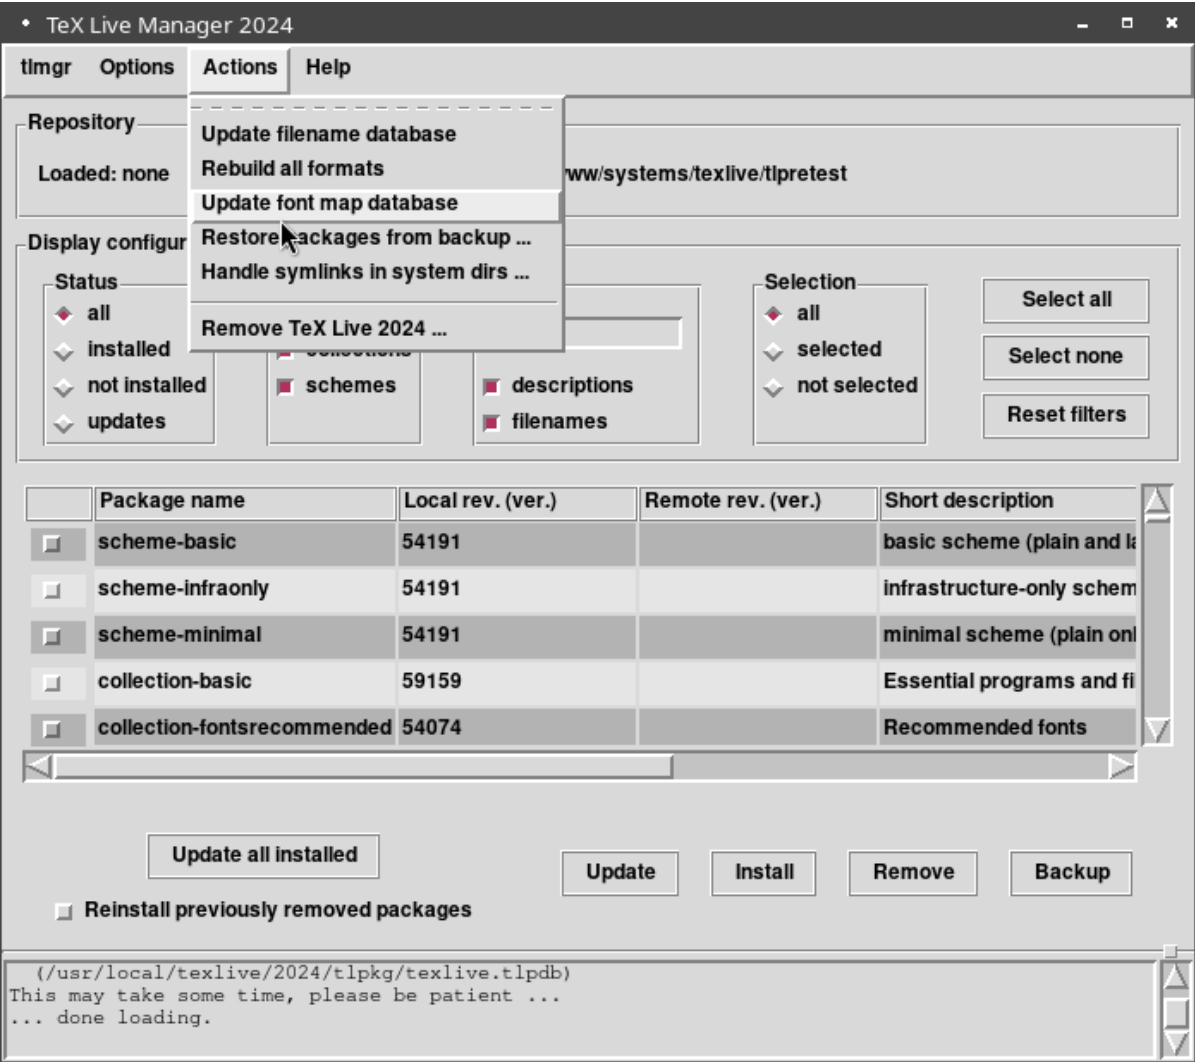 TeX Live Manager 2024
tlmgr Options Actions Help
Update filename database
Rebuild all formats
Update font map database
Restore packages from backup ...
Handle symlinks in system dirs ...
Remove TeX Live 2024 ...
Repository
Loaded: none
/systems/texlive/tlpretest
Display
Status
all
installed
not installed
updates
collections
schemes
descriptions
filenames
Selection
all
selected
not selected
Select all
Select none
Reset filters
Package name Local rev. (ver.) Remote rev. (ver.) Short description
scheme-basic 54191 basic scheme (plain and
scheme-infraonly 54191 infrastructure-only
scheme-minimal 54191 minimal scheme (plain
collection-basic 59159 Essential programs and
collection-fontsrecommended 54074 Recommended fonts
Update all installed
Reinstall previously removed packages
Update Install Remove Backup
(/usr/local/texlive/2024/tlpkg/texlive.tlpdb)
This may take some time, please be patient ...
... done loading.